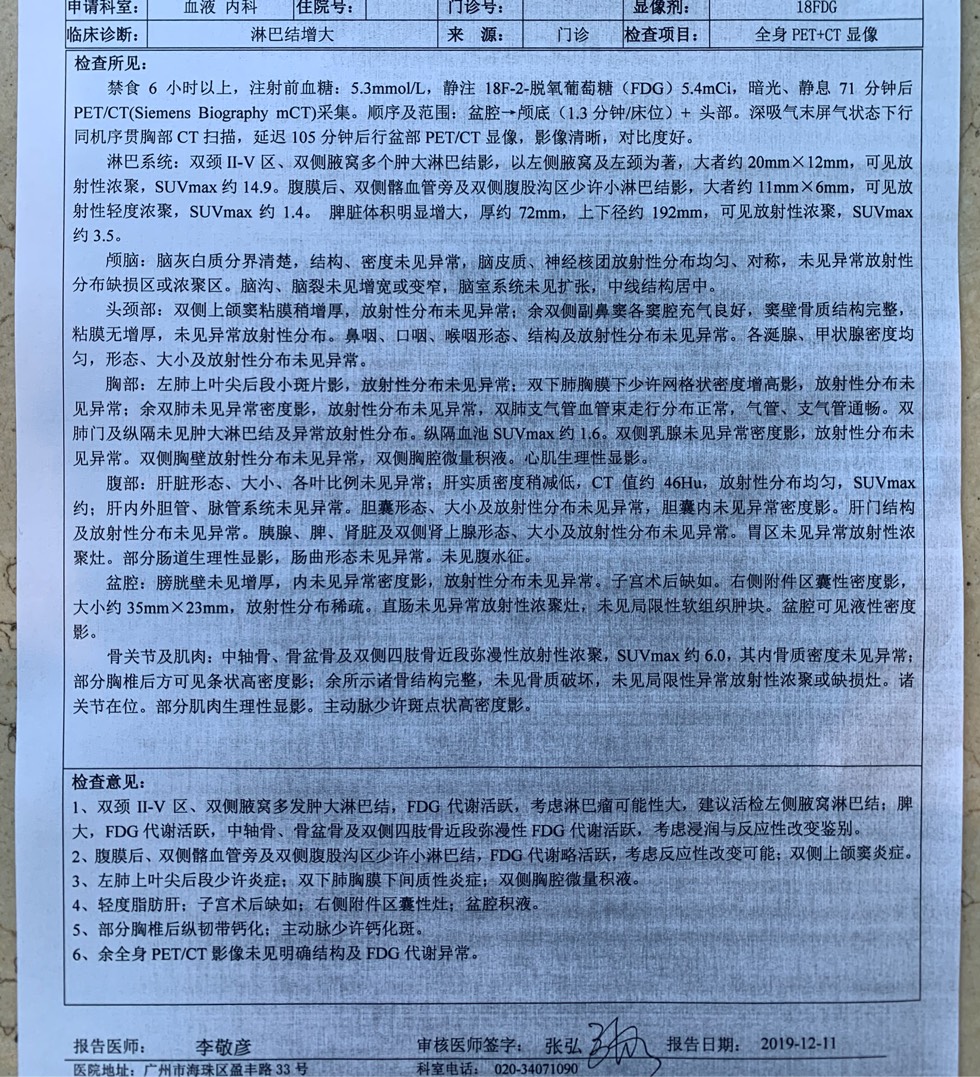 申请科室： 血液 内科 住院号： 门诊号： 显像剂： 18FDG
临床诊断： 淋巴结增大 来 源： 门诊 检查项目： 全身 PET+CT 显像
检查所见：
禁食 6 小时以上，注射前血糖：5.3mmol/L，静注 18F-2-脱氧葡萄糖（FDG）5.4mCi，暗光、静息 71 分钟后
PET/CT(Siemens Biography mCT)采集。顺序及范围：盆腔→颅底（1.3 分钟/床位）+ 头部。深吸气末屏气状态下行
同机序贯胸部 CT 扫描，延迟 105 分钟后行盆部 PET/CT 显像，影像清晰，对比度好。
淋巴系统：双颈 II-V 区、双侧腋窝多个肿大淋巴结影，以左侧腋窝及左颈为著，大者约 20mm×12mm，可见放
射性浓聚，SUVmax 约 14.9。腹膜后、双侧髂血管旁及双侧腹股沟区少许小淋巴结影，大者约 11mm×6mm，可见放
射性轻度浓聚，SUVmax 约 1.4。 脾脏体积明显增大，厚约 72mm，上下径约 192mm，可见放射性浓聚，SUVmax
约 3.5。
颅脑：脑灰白质分界清楚，结构、密度未见异常，脑皮质、神经核团放射性分布均匀、对称，未见异常放射性
分布缺损区或浓聚区。脑沟、脑裂未见增宽或变窄，脑室系统未见扩张，中线结构居中。
头颈部：双侧上颌窦粘膜稍增厚，放射性分布未见异常；余双侧副鼻窦各窦腔充气良好，窦壁骨质结构完整，
粘膜无增厚，未见异常放射性分布。鼻咽、口咽、喉咽形态、结构及放射性分布未见异常。各涎腺、甲状腺密度均
匀，形态、大小及放射性分布未见异常。
胸部：左肺上叶尖后段小斑片影，放射性分布未见异常；双下肺胸膜下少许网格状密度增高影，放射性分布未
见异常；余双肺未见异常密度影，放射性分布未见异常，双肺支气管血管束走行分布正常，气管、支气管通畅。双
肺门及纵隔未见肿大淋巴结及异常放射性分布。纵隔血池 SUVmax 约 1.6。双侧乳腺未见异常密度影，放射性分布未
见异常。双侧胸壁放射性分布未见异常，双侧胸腔微量积液。心肌生理性显影。
腹部：肝脏形态、大小、各叶比例未见异常；肝实质密度稍减低，CT 值约 46Hu，放射性分布均匀，SUVmax
约；肝内外胆管、脉管系统未见异常。胆囊形态、大小及放射性分布未见异常，胆囊内未见异常密度影。肝门结构
及放射性分布未见异常。胰腺、脾、肾脏及双侧肾上腺形态、大小及放射性分布未见异常。胃区未见异常放射性浓
聚灶。部分肠道生理性显影，肠曲形态未见异常。未见腹水征。
盆腔：膀胱壁未见增厚，内未见异常密度影，放射性分布未见异常。子宫术后缺如。右侧附件区囊性密度影，
大小约 35mm×23mm，放射性分布稀疏。直肠未见异常放射性浓聚灶，未见局限性软组织肿块。盆腔可见液性密度
影。
骨关节及肌肉：中轴骨、骨盆骨及双侧四肢骨近段弥漫性放射性浓聚，SUVmax 约 6.0，其内骨质密度未见异常；
部分胸椎后方可见条状高密度影；余所示诸骨结构完整，未见骨质破坏，未见局限性异常放射性浓聚或缺损灶。诸
关节在位。部分肌肉生理性显影。主动脉少许斑点状高密度影。
检查意见：
1、双颈 II-V 区、双侧腋窝多发肿大淋巴结，FDG 代谢活跃，考虑淋巴瘤可能性大，建议活检左侧腋窝淋巴结；脾
大，FDG 代谢活跃，中轴骨、骨盆骨及双侧四肢骨近段弥漫性 FDG 代谢活跃，考虑浸润与反应性改变鉴别。
2、腹膜后、双侧髂血管旁及双侧腹股沟区少许小淋巴结，FDG 代谢略活跃，考虑反应性改变可能；双侧上颌窦炎症。
3、左肺上叶尖后段少许炎症；双下肺胸膜下间质性炎症；双侧胸腔微量积液。
4、轻度脂肪肝；子宫术后缺如；右侧附件区囊性灶；盆腔积液。
5、部分胸椎后纵韧带钙化；主动脉少许钙化斑。
6、余全身 PET/CT 影像未见明确结构及 FDG 代谢异常。
报告医师： 李敬彦 审核医师签字： 张弘 报告日期： 2019-12-11
医院地址：广州市海珠区盈丰路 33 号 科室电话： 020-34071090